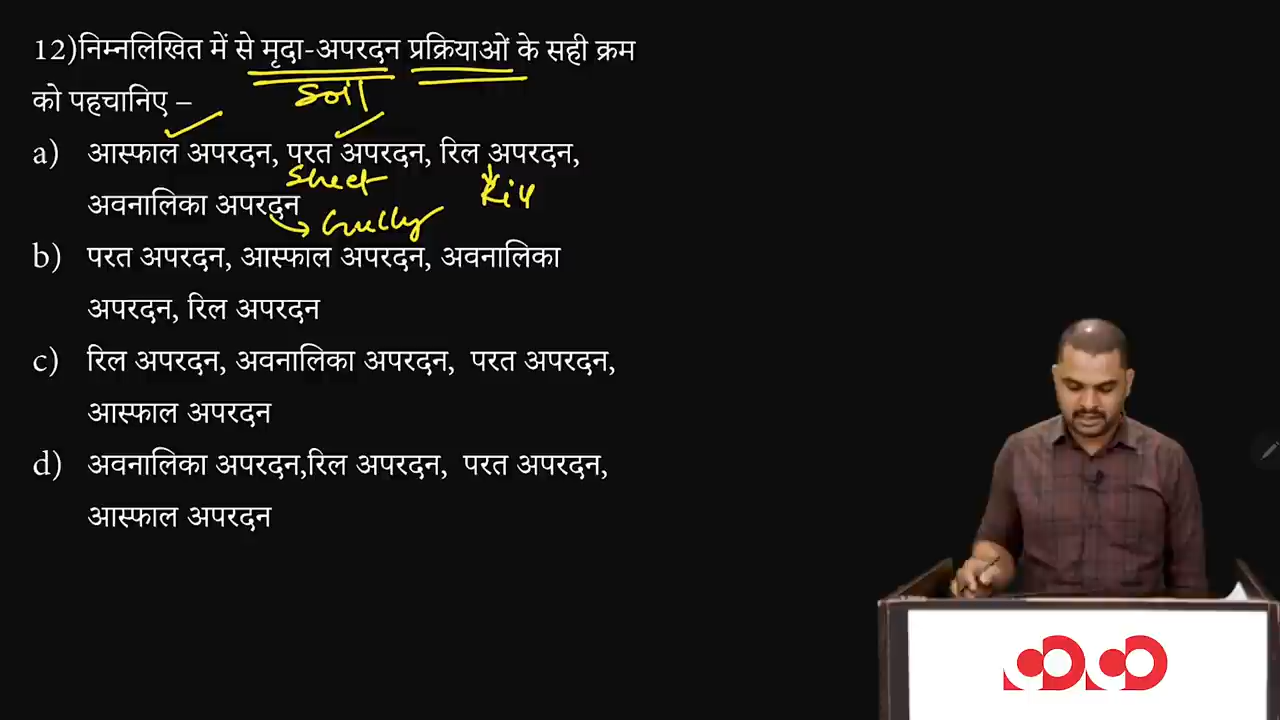 12)निम्नलिखित में से मृदा-अपरदन प्रक्रियाओं के सही क्रम
को पहचानिए –
a) आस्फाल अपरदन, परत अपरदन, रिल अपरदन,
Sheet
Rill
अवनालिका अपरदन
Gully
b) परत अपरदन, आस्फाल अपरदन, अवनालिका
अपरदन, रिल अपरदन
c) रिल अपरदन, अवनालिका अपरदन, परत अपरदन,
आस्फाल अपरदन
d) अवनालिका अपरदन,रिल अपरदन, परत अपरदन,
आस्फाल अपरदन